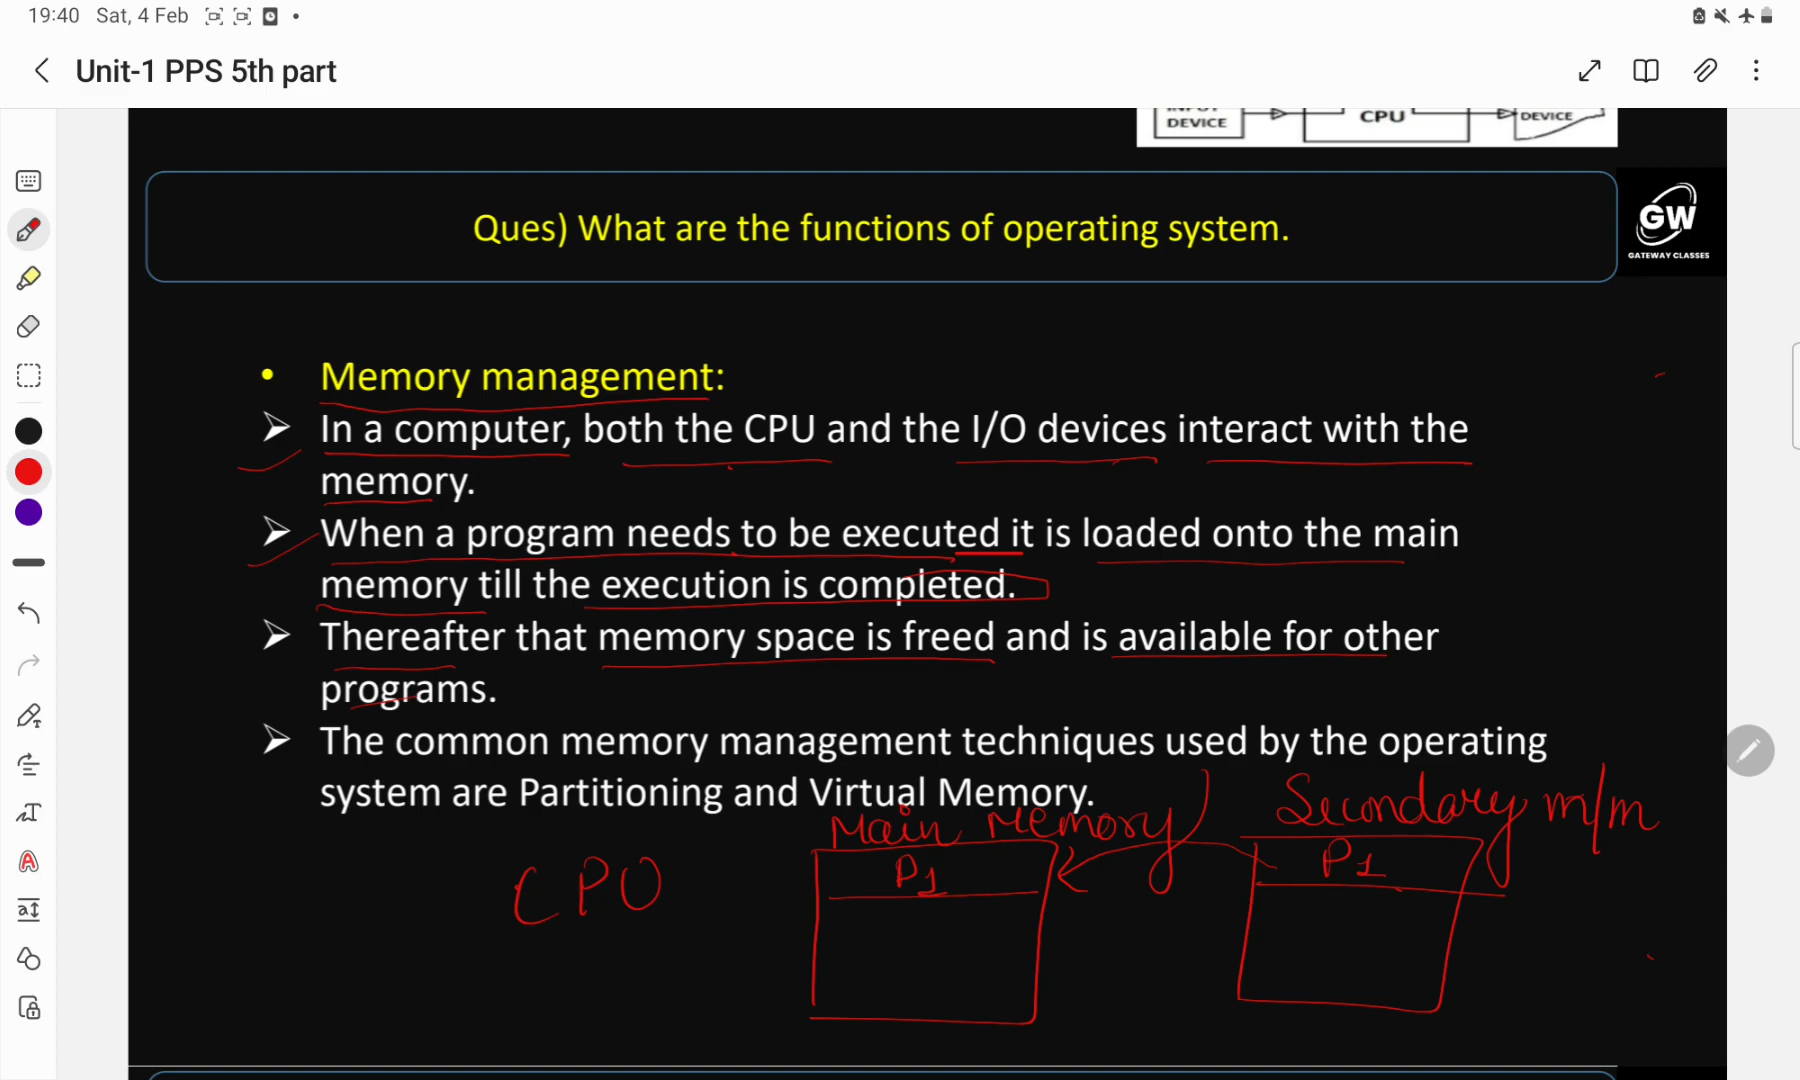 19:40 Sat, 4 Feb
Unit-1 PPS 5th part
DEVICE
CPU
DEVICE
Ques) What are the functions of operating system.
GW
GATEWAY CLASSES
• Memory management:
➢ In a computer, both the CPU and the I/O devices interact with the
memory.
➢ When a program needs to be executed it is loaded onto the main
memory till the execution is completed.
➢ Thereafter that memory space is freed and is available for other
programs.
➢ The common memory management techniques used by the operating
system are Partitioning and Virtual Memory.
Main Memory
Secondary m/m
CPU
P1
P1